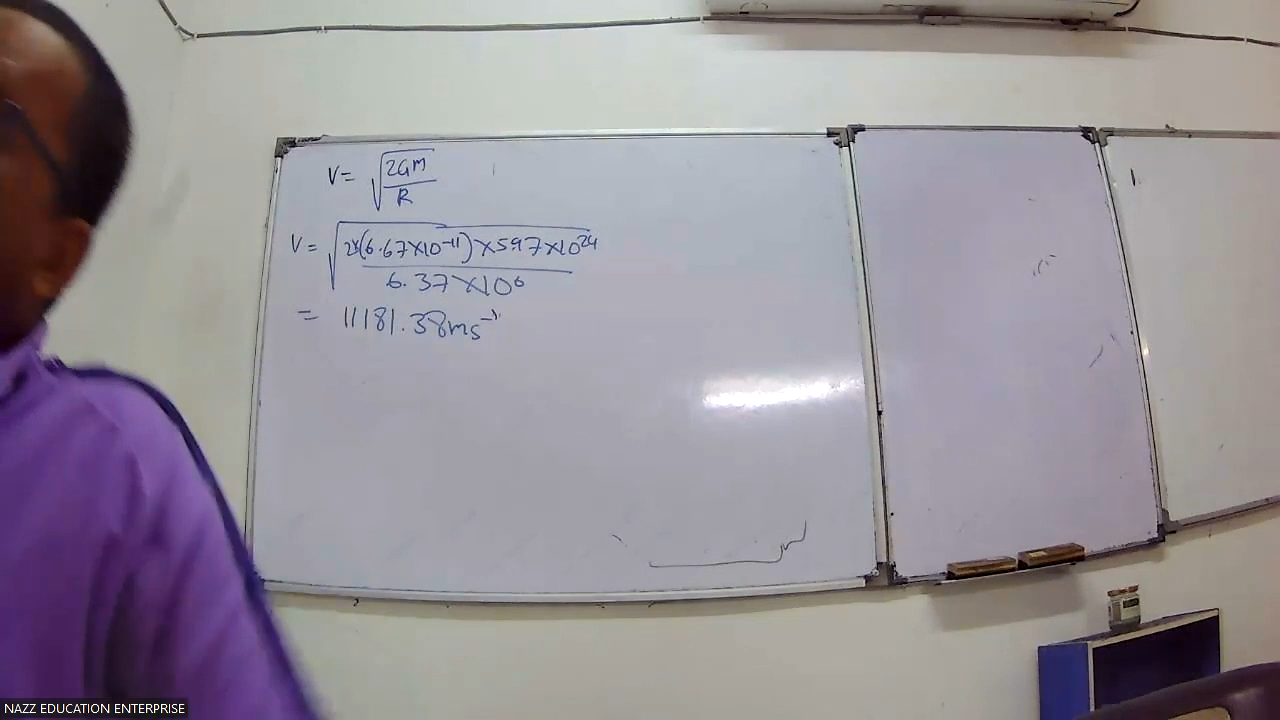 V = √2GM/R
V = √2×(6.67×10⁻¹¹)×5.97×10²⁴/6.37×10⁶
= 11181.38ms⁻¹
NAZZ EDUCATION ENTERPRISE